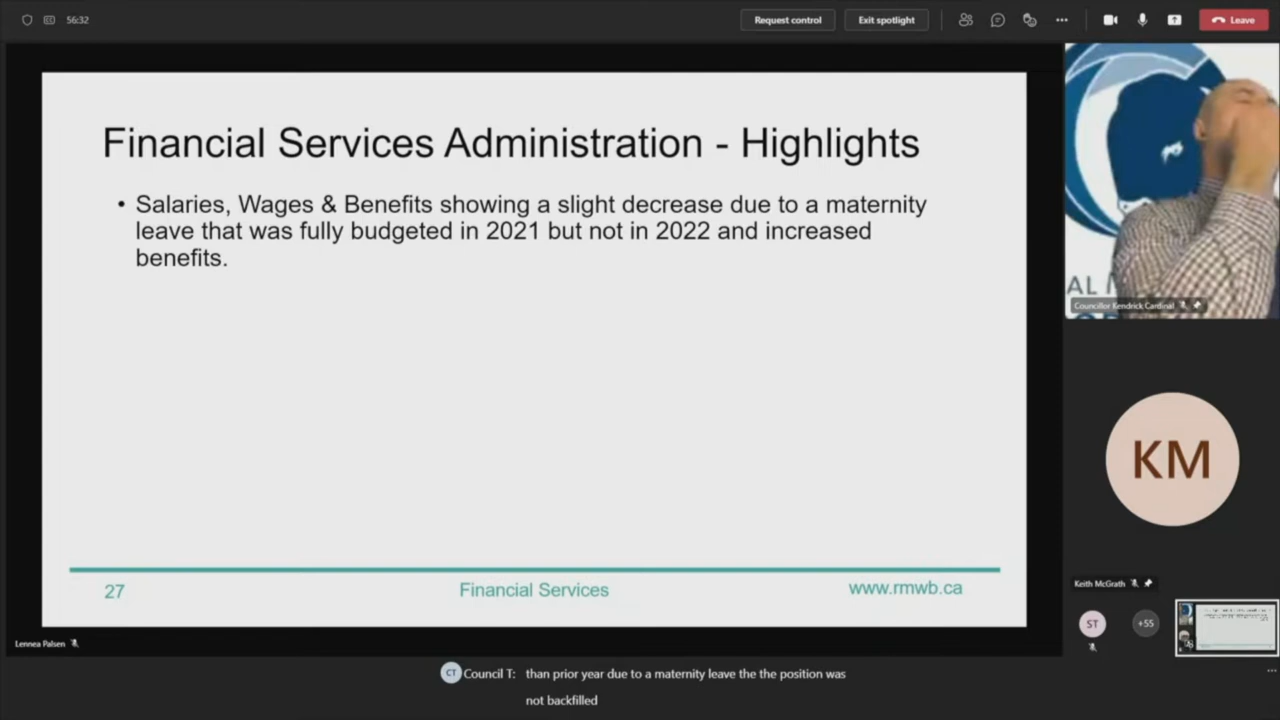 56:32
Request control
Exit spotlight
Leave
Financial Services Administration - Highlights
• Salaries, Wages & Benefits showing a slight decrease due to a maternity
leave that was fully budgeted in 2021 but not in 2022 and increased
benefits.
27
Financial Services
www.rmwb.ca
Lennea Palsen
AL
Councillor Kendrick Cardinal
KM
Keith McGrath
ST
+55
CT
Council T: than prior year due to a maternity leave the the position was
not backfilled